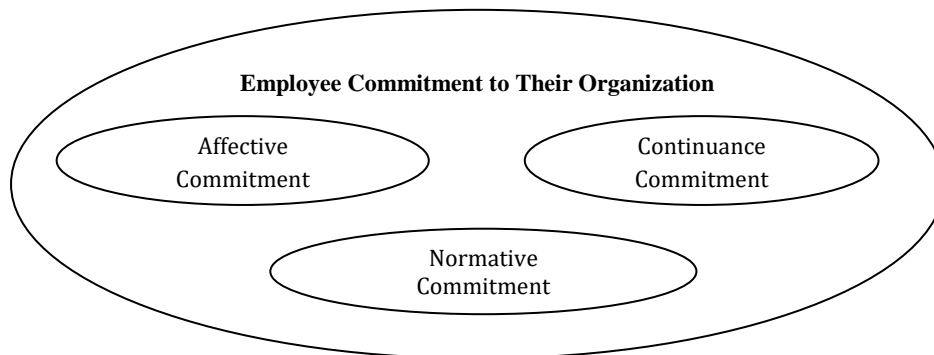 Employee Commitment to Their Organization
Affective
Commitment
Continuance
Commitment
Normative
Commitment